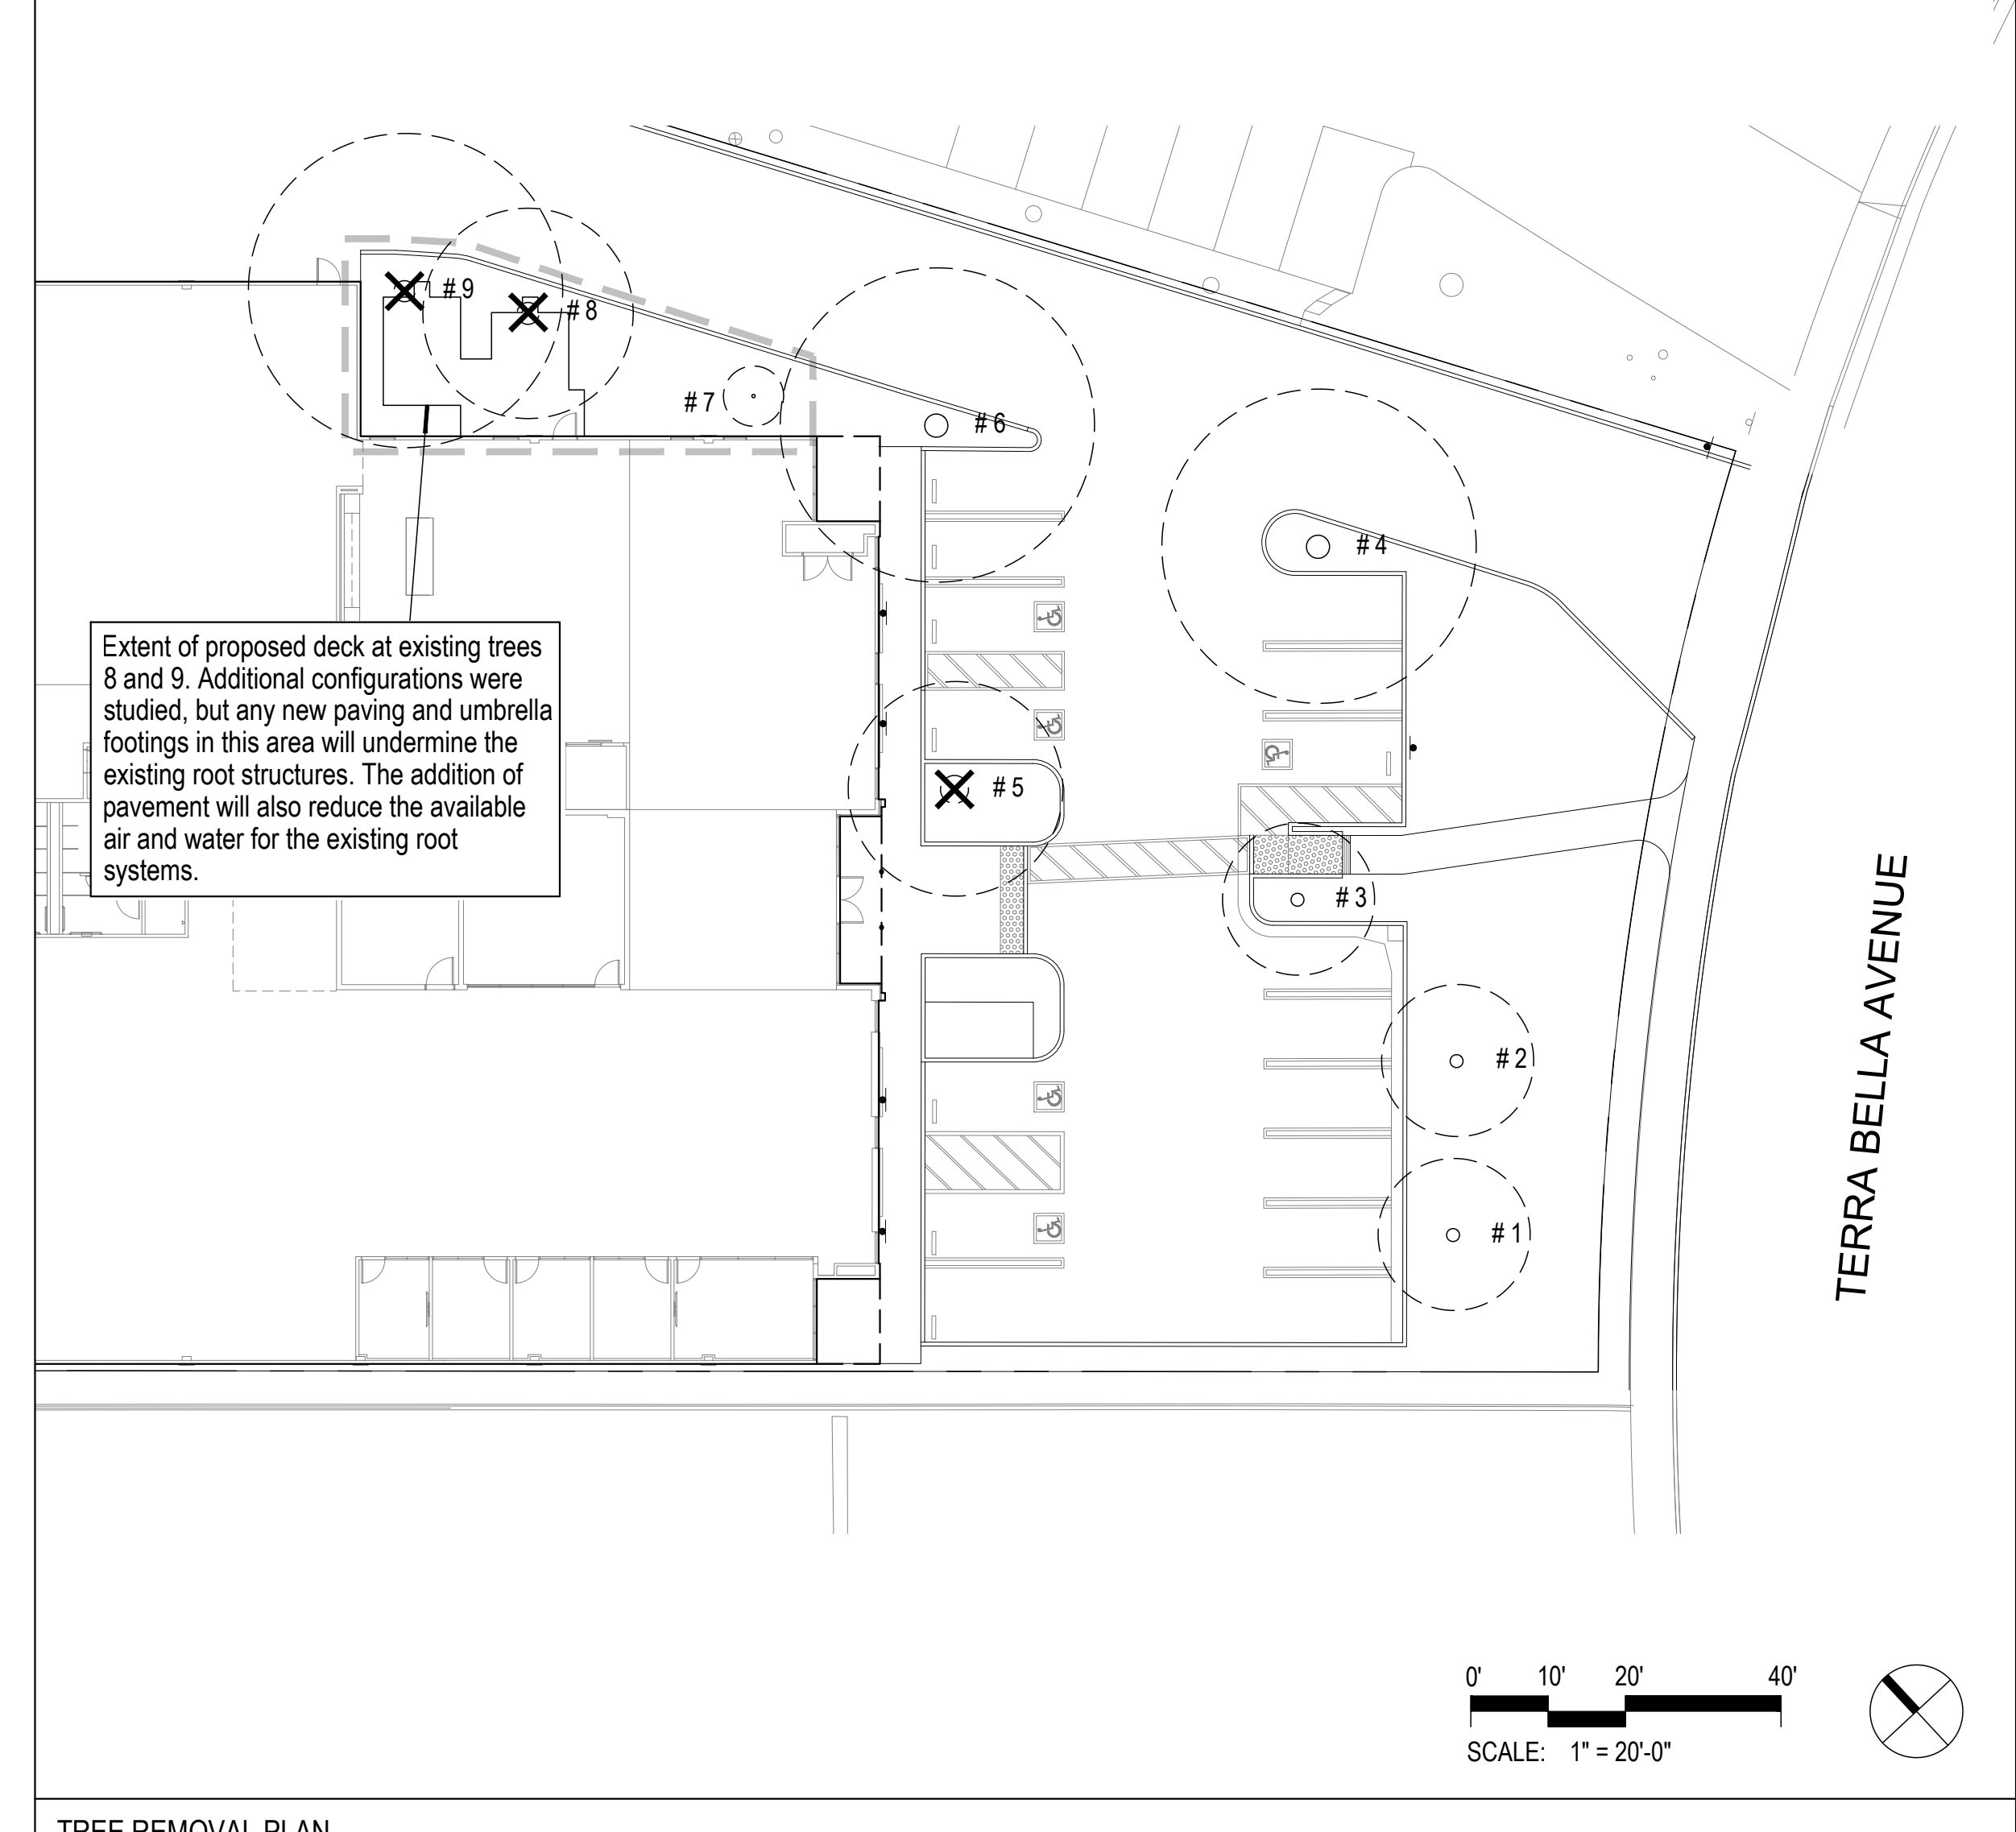 # 9
# 8
# 7
# 6
# 4
Extent of proposed deck at existing trees
8 and 9. Additional configurations were
studied, but any new paving and umbrella
footings in this area will undermine the
existing root structures. The addition of
pavement will also reduce the available
air and water for the existing root
systems.
# 5
# 3
# 2
# 1
TERRA BELLA AVENUE
0' 10' 20' 40'
SCALE: 1" = 20'-0"
TREE REMOVAL PLAN